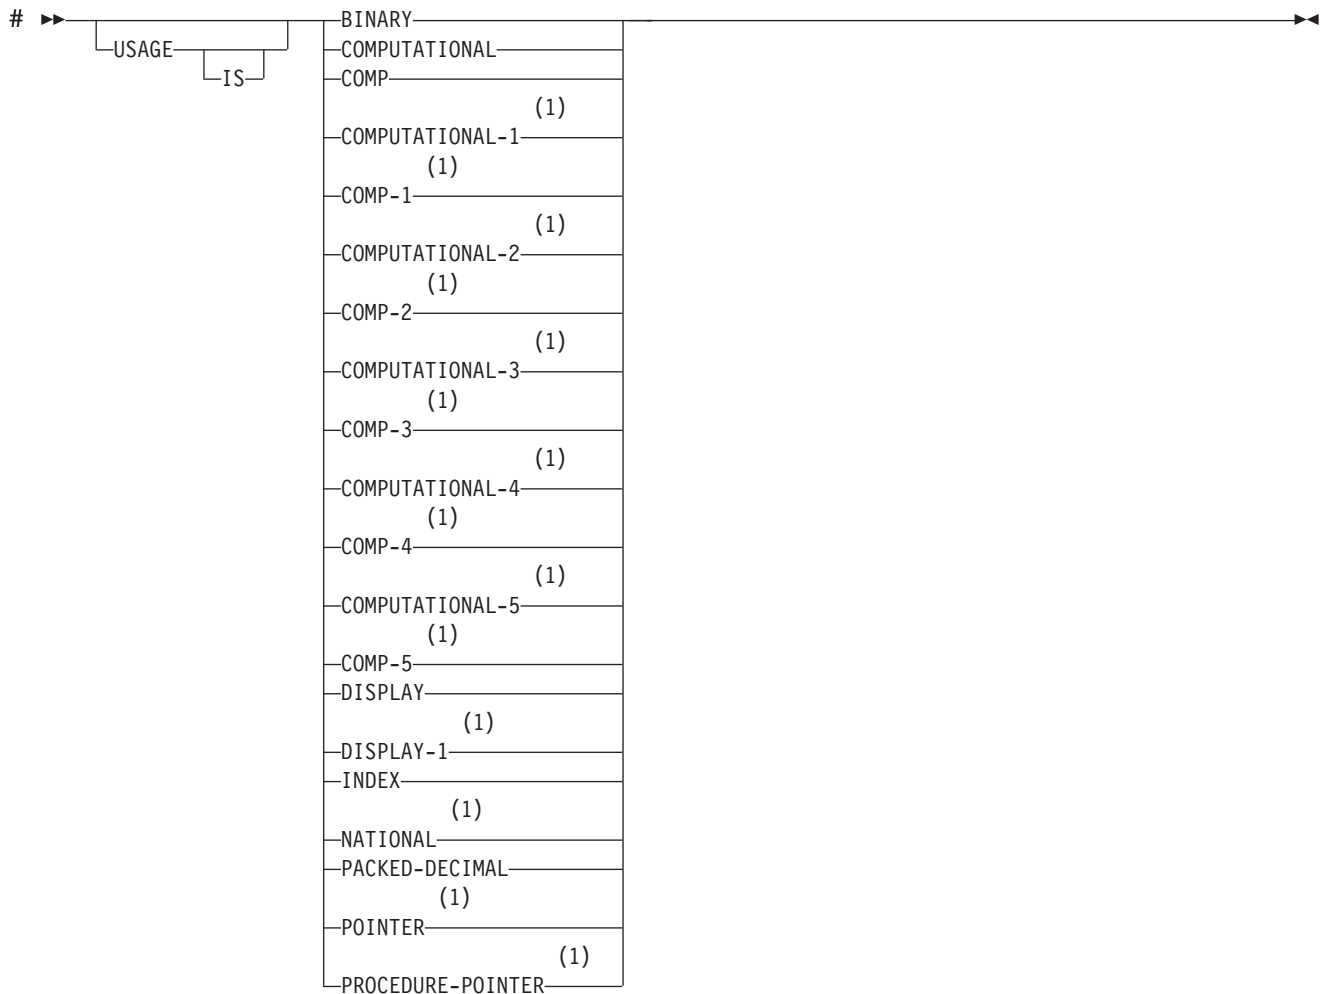 # BINARY
USAGE COMPUTATIONAL
IS COMP
(1)
COMPUTATIONAL-1
(1)
COMP-1
(1)
COMPUTATIONAL-2
(1)
COMP-2
(1)
COMPUTATIONAL-3
(1)
COMP-3
(1)
COMPUTATIONAL-4
(1)
COMP-4
(1)
COMPUTATIONAL-5
(1)
COMP-5
DISPLAY
(1)
DISPLAY-1
INDEX
(1)
NATIONAL
PACKED-DECIMAL
(1)
POINTER
(1)
PROCEDURE-POINTER